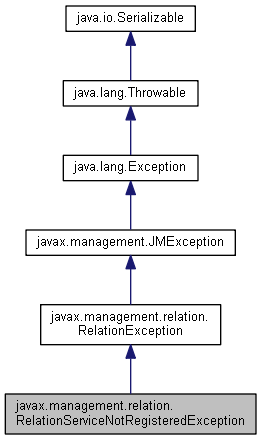 java.io.Serializable
java.lang.Throwable
java.lang.Exception
javax.management.JMException
javax.management.relation.
RelationException
javax.management.relation.
RelationServiceNotRegisteredException